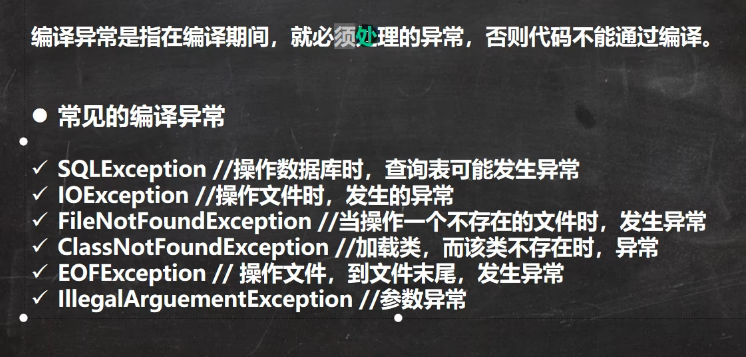 编译异常是指在编译期间，就必须处理的异常，否则代码不能通过编译。
● 常见的编译异常
✓ SQLException //操作数据库时，查询表可能发生异常
✓ IOException //操作文件时，发生的异常
✓ FileNotFoundException //当操作一个不存在的文件时，发生异常
✓ ClassNotFoundException //加载类，而该类不存在时，异常
✓ EOFException // 操作文件，到文件末尾，发生异常
✓ IllegalArguementException //参数异常